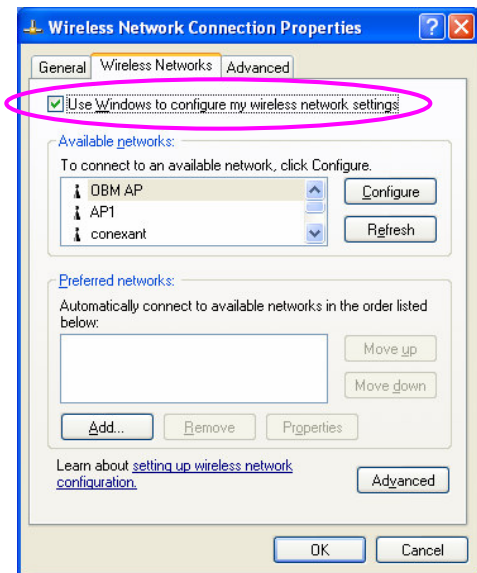 Wireless Network Connection Properties
General Wireless Networks Advanced
Use Windows to configure my wireless network settings
Available networks:
To connect to an available network, click Configure.
OBM AP
AP1
conexant
Configure
Refresh
Preferred networks:
Automatically connect to available networks in the order listed
below:
Move up
Move down
Add... Remove Properties
Learn about setting up wireless network
configuration.
Advanced
OK Cancel